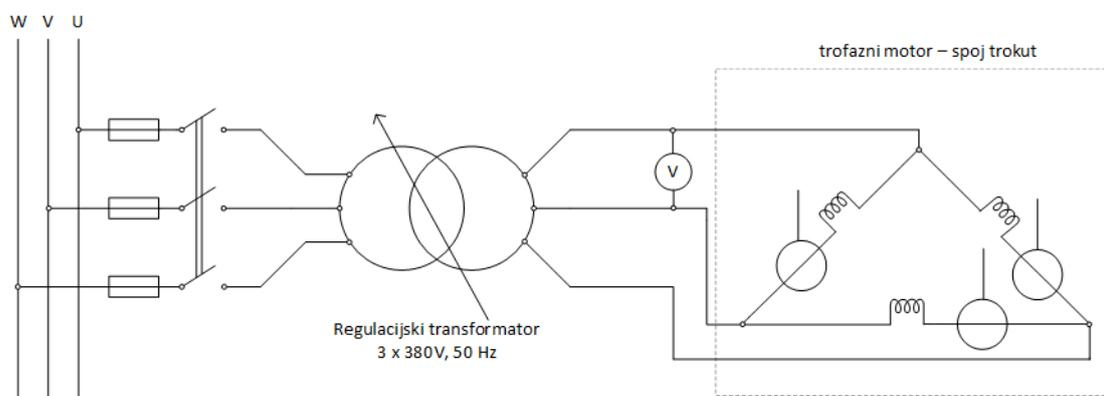 W V U
trofazni motor – spoj trokut
V
Regulacijski transformator
3 x 380V, 50 Hz